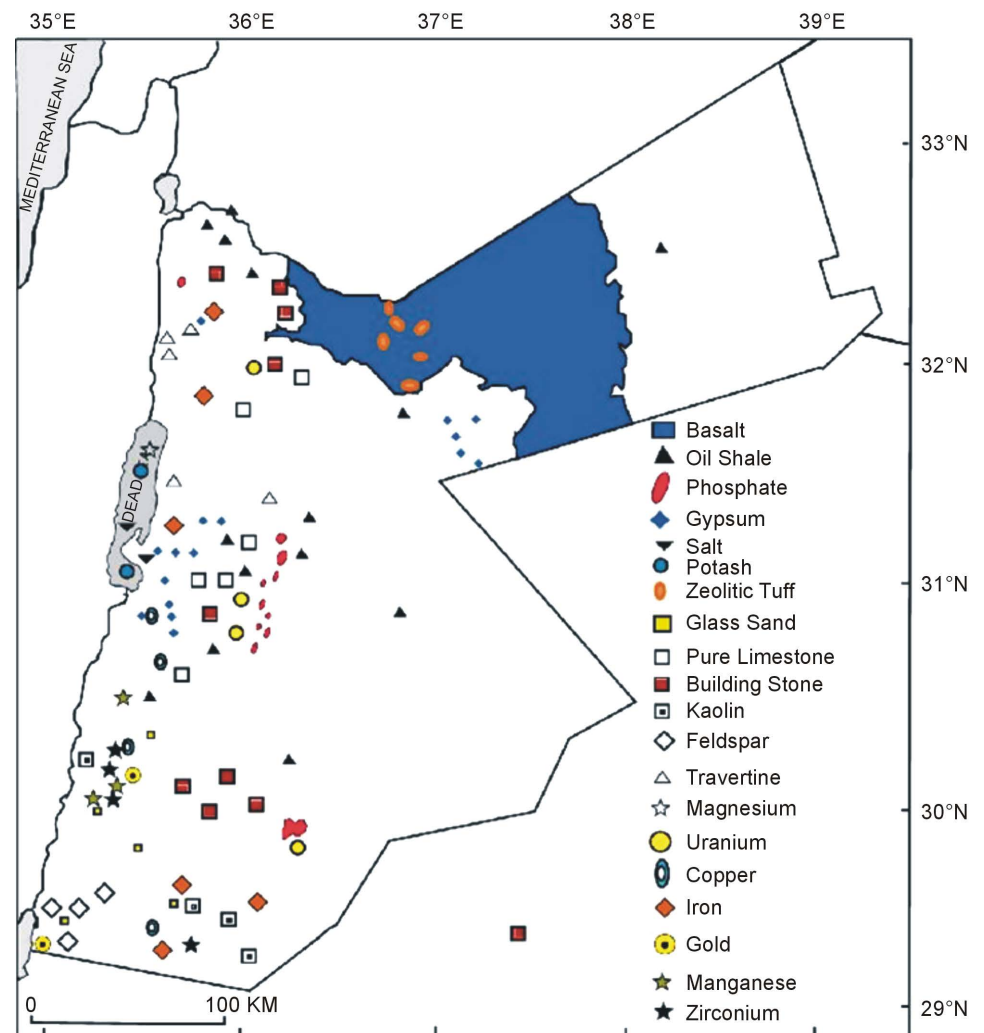 35°E 36°E 37°E 38°E 39°E
MEDITERRANEAN SEA
33°N
32°N
DEAD
Basalt
Oil Shale
Phosphate
Gypsum
Salt
Potash
31°N
Zeolitic Tuff
Glass Sand
Pure Limestone
Building Stone
Kaolin
Feldspar
Travertine
Magnesium
30°N
Uranium
Copper
Iron
Gold
Manganese
0 100 KM
29°N
Zirconium